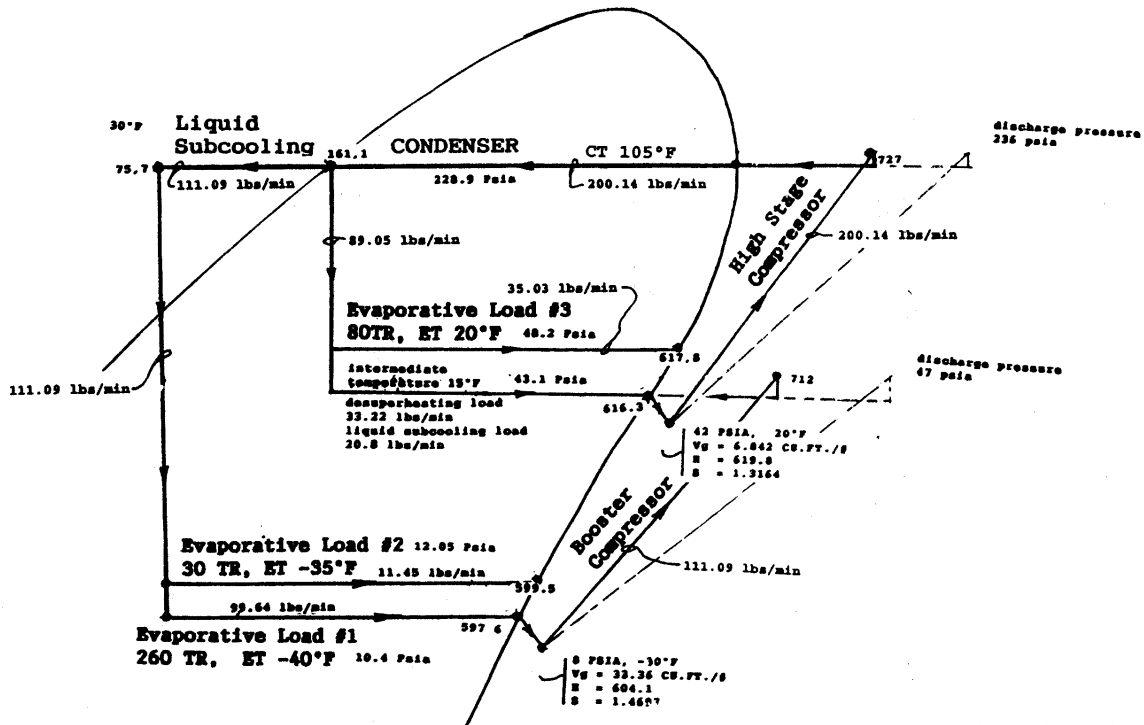 30°F
Liquid
Subcooling
75,7
111.09 lbs/min
161,1
CONDENSER
CT 105°F
228.9 Psia
200.14 lbs/min
727
discharge pressure
236 psia
High Stage
Compressor
200.14 lbs/min
89.05 lbs/min
35.03 lbs/min
Evaporative Load #3
80TR, ET 20°F 48.2 Psia
617,8
111.09 lbs/min
intermediate
temperature 15°F 43.1 Psia
desuperheating load
33.22 lbs/min
liquid subcooling load
20.8 lbs/min
616.3
712
discharge pressure
47 psia
42 PSIA, 20°F
Vg = 6.842 CU.FT./#
H = 619.8
S = 1.3164
Booster
Compressor
111.09 lbs/min
Evaporative Load #2 12.05 Psia
30 TR, ET -35°F 11.45 lbs/min
599.5
99.64 lbs/min
597 6
Evaporative Load #1
260 TR, ET -40°F 10.4 Psia
8 PSIA, -30°F
Vg = 33.36 CU.FT./#
H = 604.1
S =